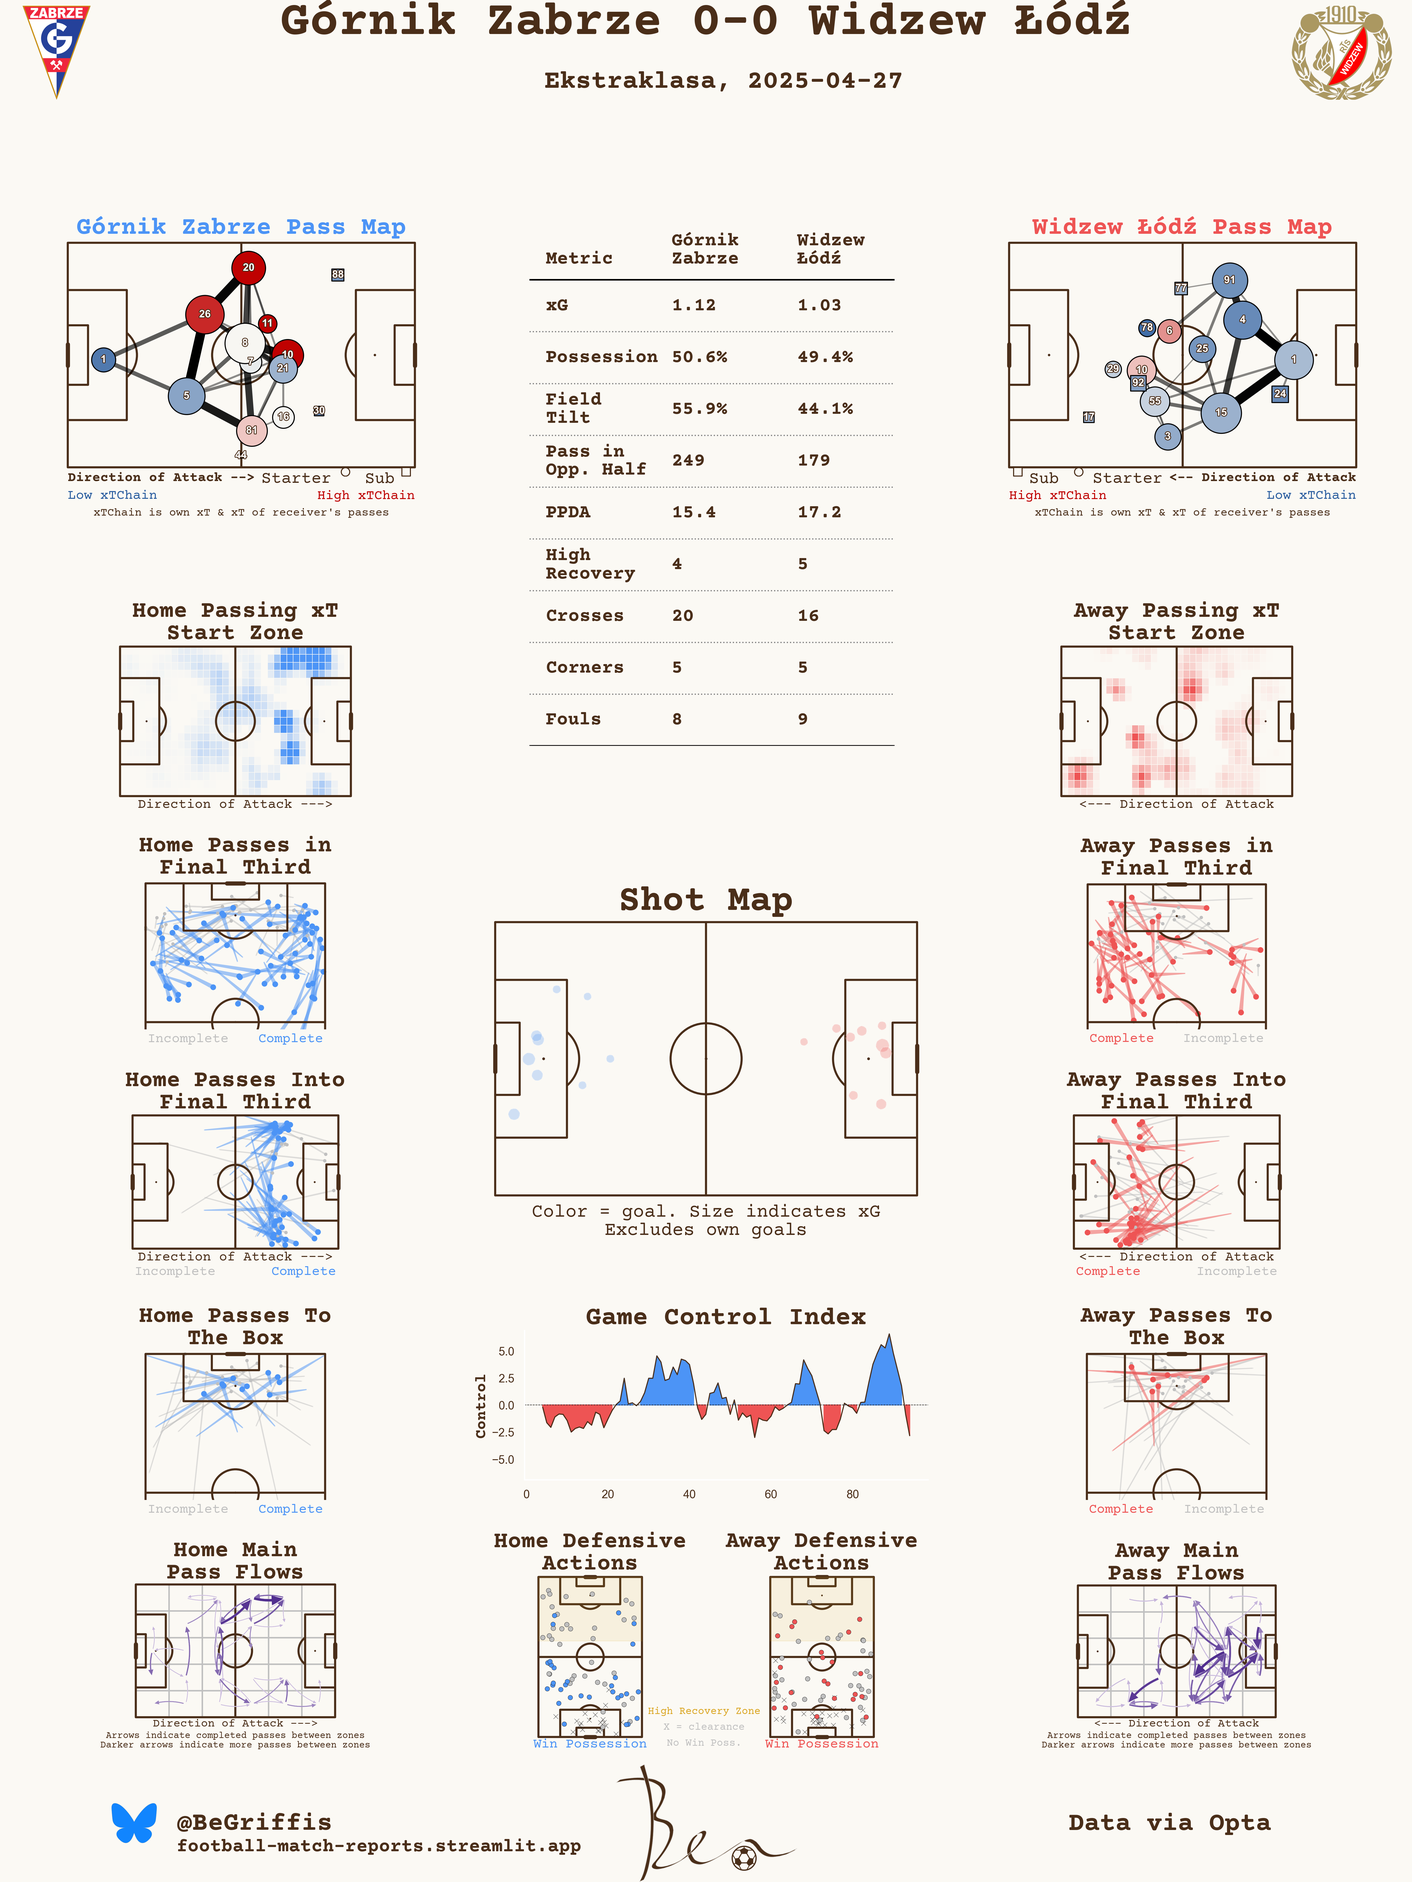 Górnik Zabrze 0-0 Widzew Łódź
Ekstraklasa, 2025-04-27
ZABRZE
G
1910
RTS
WIDZEW
Górnik Zabrze Pass Map
20
88
26
11
8
10
7
1
21
5
16
30
81
44
Direction of Attack --> Starter Sub
Low xTChain High xTChain
xTChain is own xT & xT of receiver's passes
Metric Górnik Zabrze Widzew Łódź
xG 1.12 1.03
Possession 50.6% 49.4%
Field Tilt 55.9% 44.1%
Pass in Opp. Half 249 179
PPDA 15.4 17.2
High Recovery 4 5
Crosses 20 16
Corners 5 5
Fouls 8 9
Widzew Łódź Pass Map
91
77
4
78
6
25
1
29
10
92
24
55
15
17
3
Sub Starter <-- Direction of Attack
High xTChain Low xTChain
xTChain is own xT & xT of receiver's passes
Home Passing xT
Start Zone
Direction of Attack --->
Away Passing xT
Start Zone
<--- Direction of Attack
Home Passes in
Final Third
Incomplete Complete
Away Passes in
Final Third
Complete Incomplete
Shot Map
Color = goal. Size indicates xG
Excludes own goals
Home Passes Into
Final Third
Direction of Attack --->
Incomplete Complete
Away Passes Into
Final Third
<--- Direction of Attack
Complete Incomplete
Home Passes To
The Box
Incomplete Complete
Game Control Index
Control
5.0
2.5
0.0
−2.5
−5.0
0 20 40 60 80
Away Passes To
The Box
Complete Incomplete
Home Main
Pass Flows
Direction of Attack --->
Arrows indicate completed passes between zones
Darker arrows indicate more passes between zones
Home Defensive
Actions
Win Possession
High Recovery Zone
X = clearance
No Win Poss.
Away Defensive
Actions
Win Possession
Away Main
Pass Flows
<--- Direction of Attack
Arrows indicate completed passes between zones
Darker arrows indicate more passes between zones
@BeGriffis
football-match-reports.streamlit.app
Ben
Data via Opta